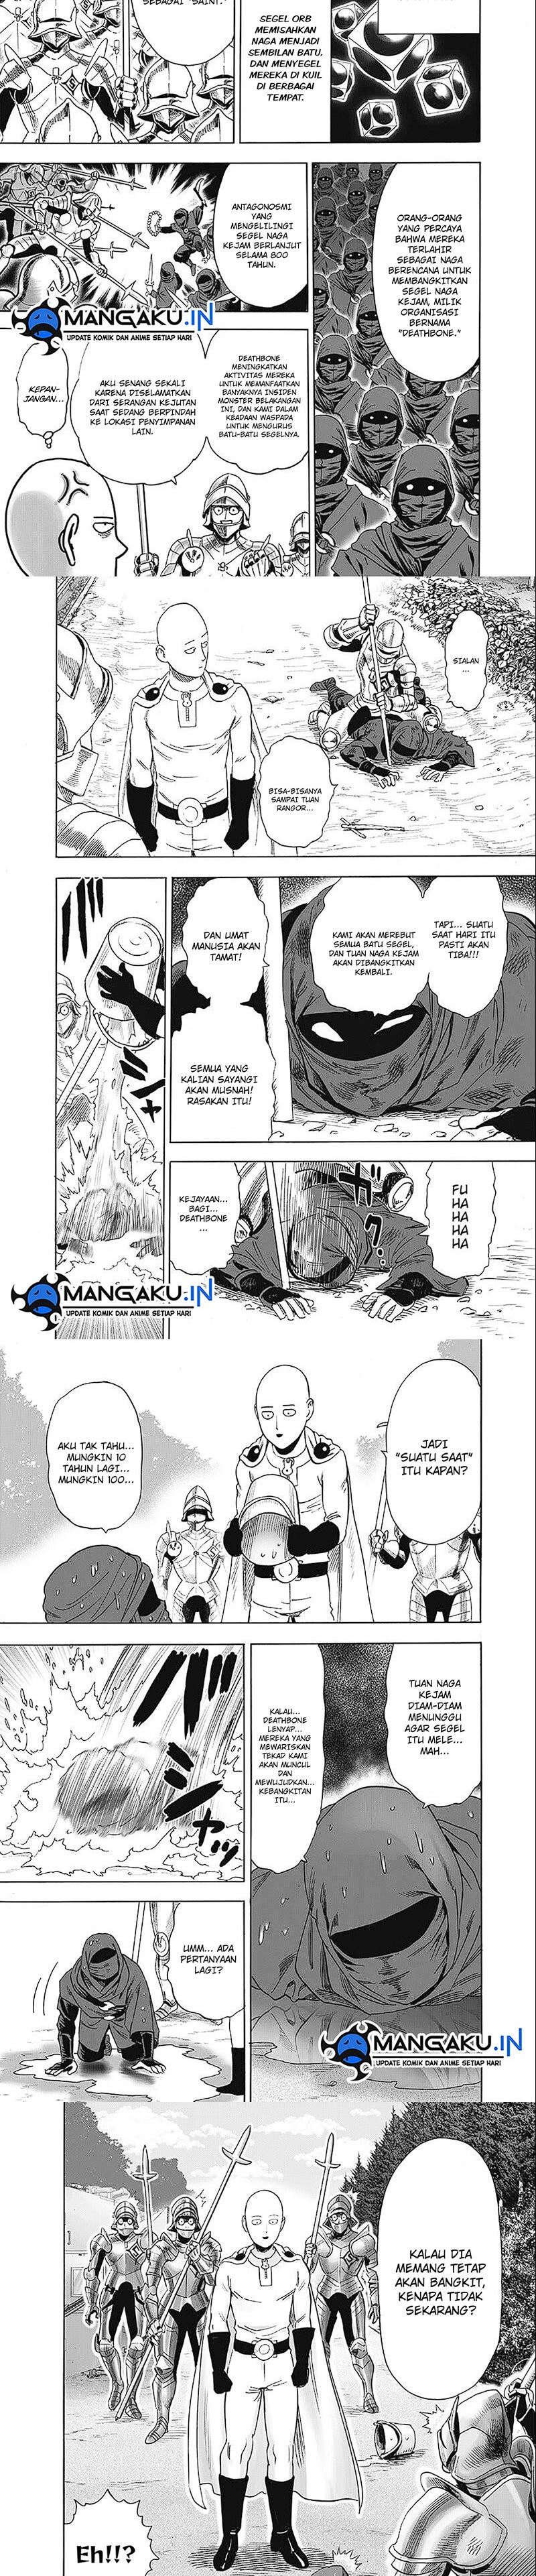 SEBAGAI "SAINT."
SEGEL ORB
MEMISAHKAN
NAGA MENJADI
SEMBILAN BATU,
DAN MENYEGEL
MEREKA DI KUIL
DI BERBAGAI
TEMPAT.
ORANG-ORANG
YANG PERCAYA
BAHWA MEREKA
TERLAHIR
SEBAGAI NAGA
BERENCANA UNTUK
MEMBANGKITKAN
SEGEL NAGA
KEJAM, MILIK
ORGANISASI
BERNAMA
"DEATHBONE."
ANTAGONOSMI
YANG
MENGELILINGI
SEGEL NAGA
KEJAM BERLANJUT
SELAMA 800
TAHUN.
MANGAKU.IN
UPDATE KOMIK DAN ANIME SETIAP HARI
DEATHBONE
MENINGKATKAN
AKTIVITAS MEREKA
UNTUK MEMANFAATKAN
BANYAKNYA INSIDEN
MONSTER BELAKANGAN
INI, DAN KAMI DALAM
KEADAAN WASPADA
UNTUK MENGURUS
BATU-BATU SEGELNYA.
AKU SENANG SEKALI
KARENA DISELAMATKAN
DARI SERANGAN KEJUTAN
SAAT SEDANG BERPINDAH
KE LOKASI PENYIMPANAN
LAIN.
KEPAN-
JANGAN...
SIALAN
...
BISA-BISANYA
SAMPAI TUAN
RANGOR...
TAPI... SUATU
SAAT HARI ITU
PASTI AKAN
TIBA!!!
KAMI AKAN MEREBUT
SEMUA BATU SEGEL,
DAN TUAN NAGA KEJAM
AKAN DIBANGKITKAN
KEMBALI.
DAN UMAT
MANUSIA AKAN
TAMAT!
SEMUA YANG
KALIAN SAYANGI
AKAN MUSNAH!
RASAKAN ITU!
FU
HA
HA
HA
HA
ガク
KEJAYAAN...
BAGI...
DEATHBONE
...
MANGAKU.IN
UPDATE KOMIK DAN ANIME SETIAP HARI
JADI
"SUATU SAAT"
ITU KAPAN?
AKU TAK TAHU...
MUNGKIN 10
TAHUN LAGI...
MUNGKIN 100...
TUAN NAGA
KEJAM
DIAM-DIAM
MENUNGGU
AGAR SEGEL
ITU MELE...
MAH...
KALAU...
DEATHBONE
LENYAP...
MEREKA YANG
MEWARISKAN
TEKAD KAMI
AKAN MUNCUL
DAN
MEWUJUDKAN...
KEBANGKITAN
ITU...
UMM... ADA
PERTANYAAN
LAGI?
MANGAKU.IN
UPDATE KOMIK DAN ANIME SETIAP HARI
KALAU DIA
MEMANG TETAP
AKAN BANGKIT,
KENAPA TIDAK
SEKARANG?
Eh!!?